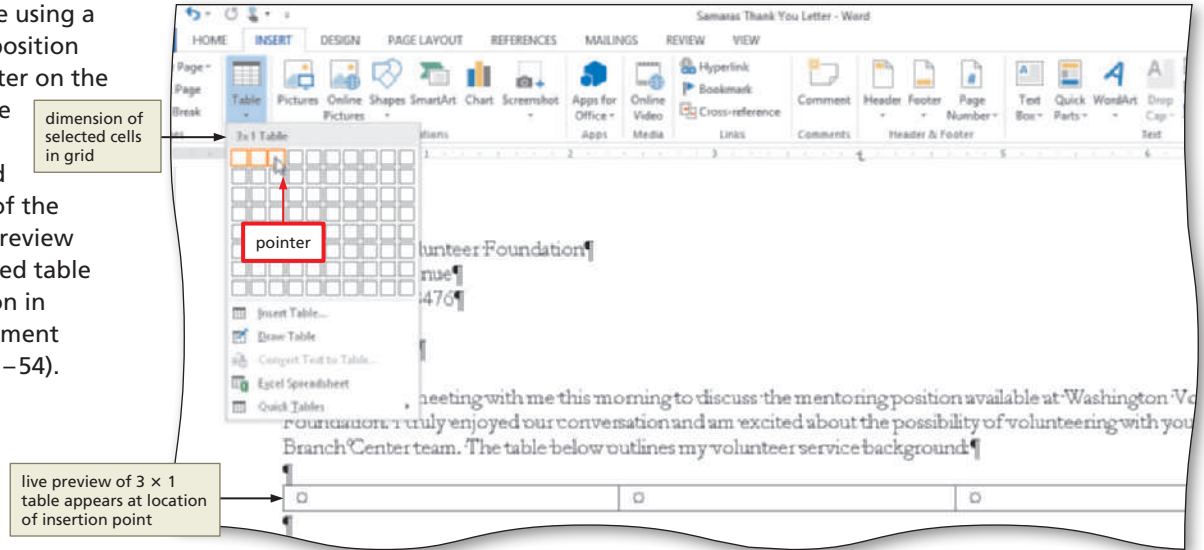 e using a
position
ter on the
e
d
of the
review
ed table
on in
ment
–54).
dimension of
selected cells
in grid
Samaras Thank You Letter - Word
HOME INSERT DESIGN PAGE LAYOUT REFERENCES MAILINGS REVIEW VIEW
Page
Page
Break
Table
Pictures
Online
Pictures
Shapes
SmartArt
Chart
Screenshot
Apps for
Office
Apps
Online
Video
Media
Hyperlink
Bookmark
Cross-reference
Links
Comment
Comments
Header
Footer
Page
Number
Header & Footer
Text
Box
Quick
Parts
WordArt
Drop
Cap
Text
3x1 Table
1 2 3 4 5 6
pointer
Insert Table...
Draw Table
Convert Text to Table...
Excel Spreadsheet
Quick Tables
lunteer Foundation¶
nue¶
476¶
¶
neeting with me this morning to discuss the mentoring position available at Washington Vo
Foundation. I truly enjoyed our conversation and am excited about the possibility of volunteering with you
Branch Center team. The table below outlines my volunteer service background:¶
¶
¶
live preview of 3 × 1
table appears at location
of insertion point